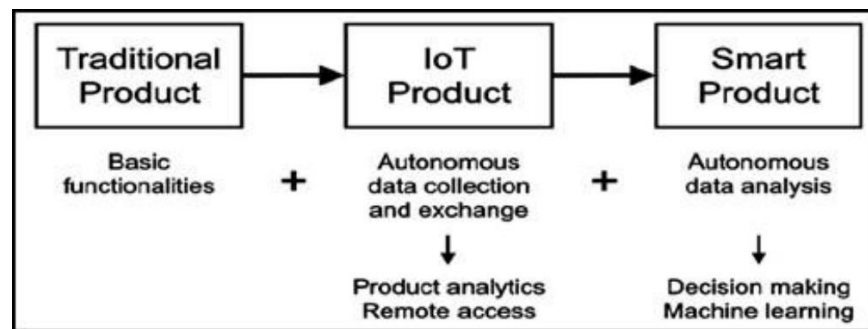 Traditional
Product
IoT
Product
Smart
Product
Basic
functionalities
+
Autonomous
data collection
and exchange
+
Autonomous
data analysis
Product analytics
Remote access
Decision making
Machine learning